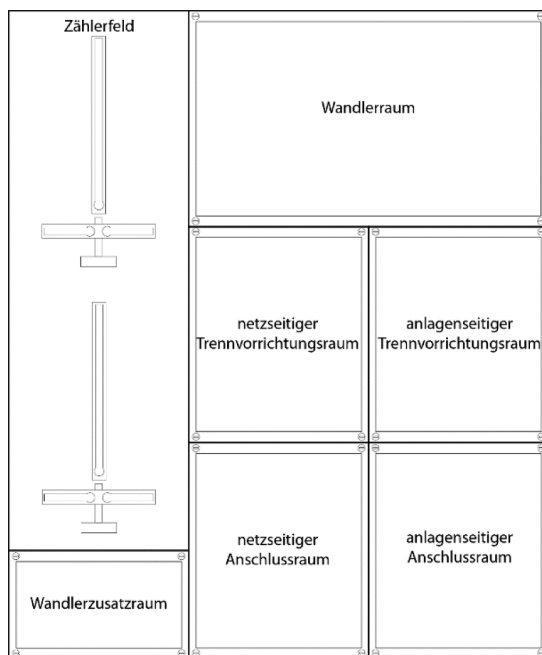 Zählerfeld
Wandlerraum
netzseitiger
Trennvorrichtungsraum
anlagenseitiger
Trennvorrichtungsraum
netzseitiger
Anschlussraum
anlagenseitiger
Anschlussraum
Wandlerzusatzraum